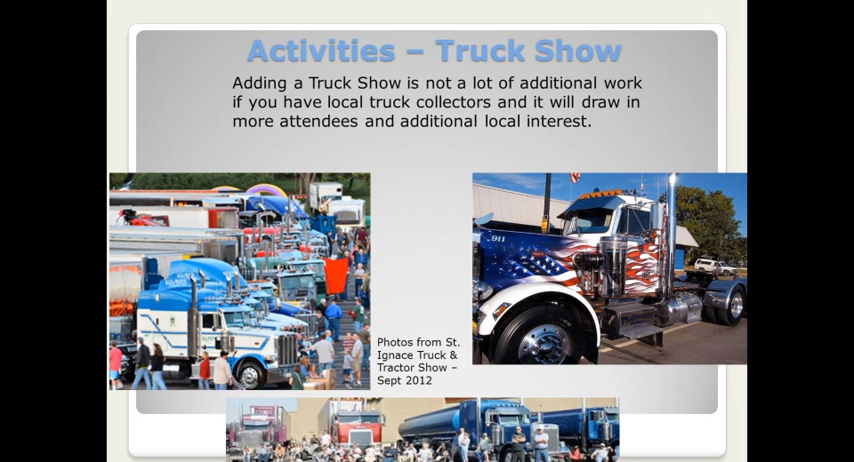 Activities – Truck Show
Adding a Truck Show is not a lot of additional work
if you have local truck collectors and it will draw in
more attendees and additional local interest.
911
Photos from St.
Ignace Truck &
Tractor Show –
Sept 2012